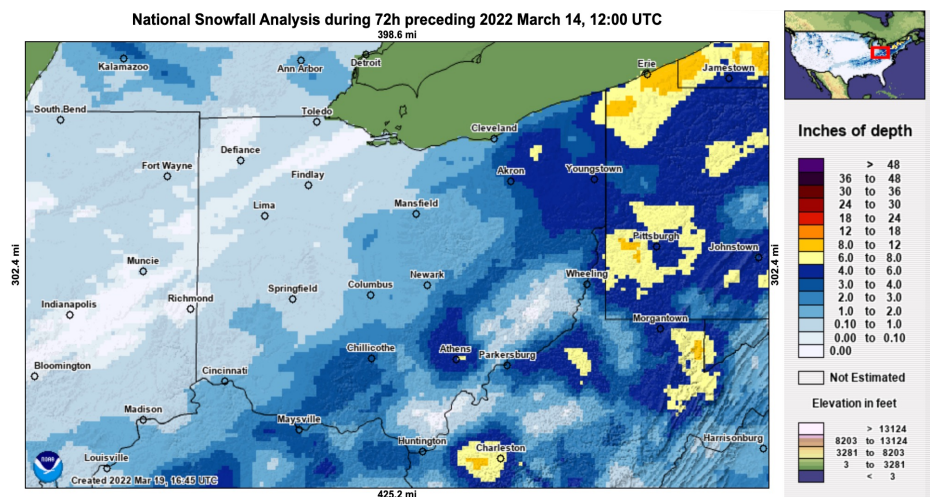 National Snowfall Analysis during 72h preceding 2022 March 14, 12:00 UTC
398.6 mi
Kalamazoo
Ann Arbor
Detroit
Erie
Jamestown
South Bend
Toledo
Cleveland
Defiance
Fort Wayne
Findlay
Akron
Youngstown
Lima
Mansfield
Pittsburgh
Johnstown
302.4 mi
302.4 mi
Muncie
Wheeling
Newark
Springfield
Columbus
Richmond
Indianapolis
Morgantown
Chillicothe
Athens
Parkersburg
Bloomington
Cincinnati
Madison
Maysville
Huntington
Charleston
Harrisonburg
Louisville
NOAA
Created 2022 Mar 19, 16:45 UTC
425.2 mi
Inches of depth
> 48
36 to 48
30 to 36
24 to 30
18 to 24
12 to 18
8.0 to 12
6.0 to 8.0
4.0 to 6.0
3.0 to 4.0
2.0 to 3.0
1.0 to 2.0
0.10 to 1.0
0.00 to 0.10
0.00
Not Estimated
Elevation in feet
> 13124
8203 to 13124
3281 to 8203
3 to 3281
< 3